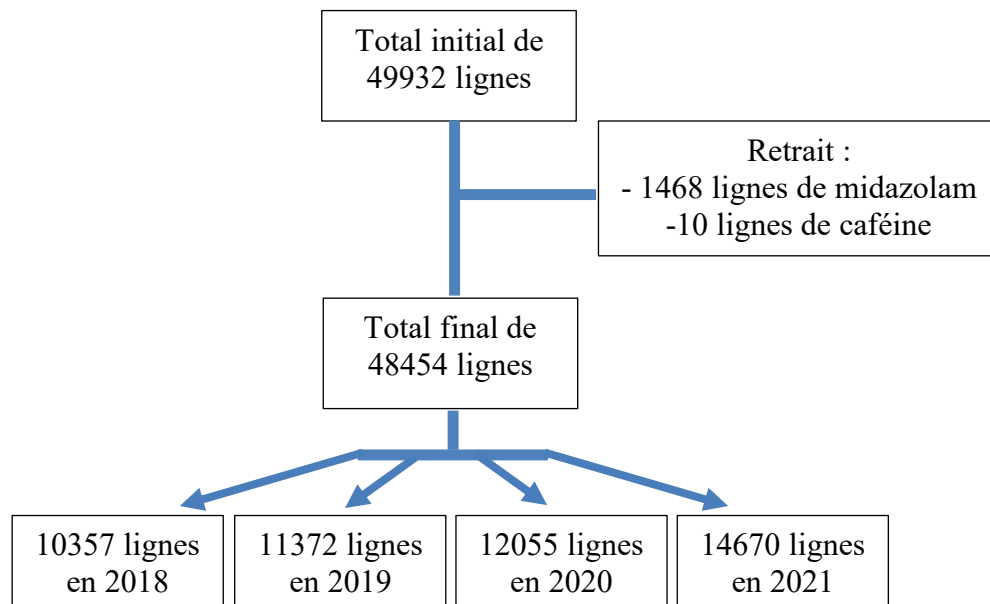 Total initial de
49932 lignes
Retrait :
- 1468 lignes de midazolam
-10 lignes de caféine
Total final de
48454 lignes
10357 lignes
en 2018
11372 lignes
en 2019
12055 lignes
en 2020
14670 lignes
en 2021